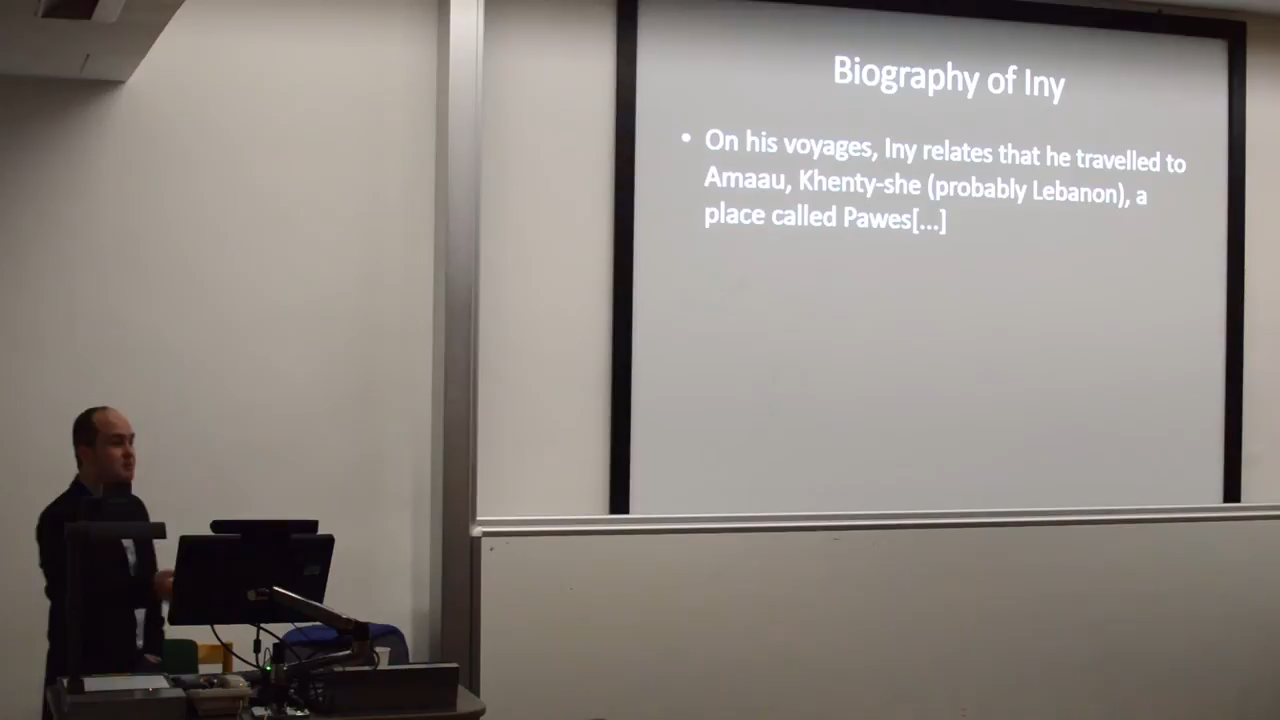 Biography of Iny
• On his voyages, Iny relates that he travelled to
Amaau, Khenty-she (probably Lebanon), a
place called Pawes[...]